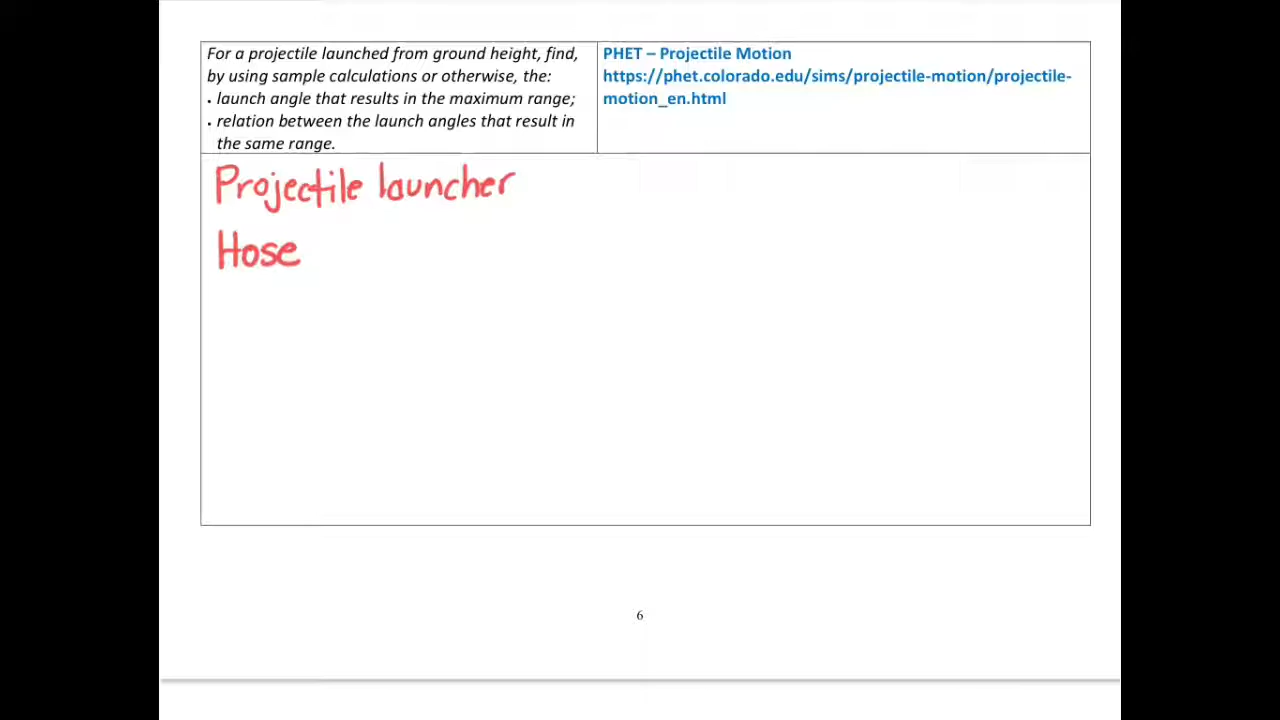 For a projectile launched from ground height, find,
by using sample calculations or otherwise, the:
• launch angle that results in the maximum range;
• relation between the launch angles that result in
the same range.
PHET – Projectile Motion
https://phet.colorado.edu/sims/projectile-motion/projectile-
motion_en.html
Projectile launcher
Hose
6